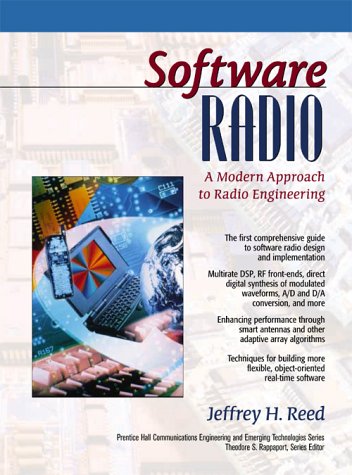 Software
RADIO
A Modern Approach
to Radio Engineering
The first comprehensive guide
to software radio design
and implementation
Multirate DSP, RF front-ends, direct
digital synthesis of modulated
waveforms, A/D and D/A
conversion, and more
Enhancing performance through
smart antennas and other
adaptive array algorithms
Techniques for building more
flexible, object-oriented
real-time software
Jeffrey H. Reed
Prentice Hall Communications Engineering and Emerging Technologies Series
Theodore S. Rappaport, Series Editor
C111
R157